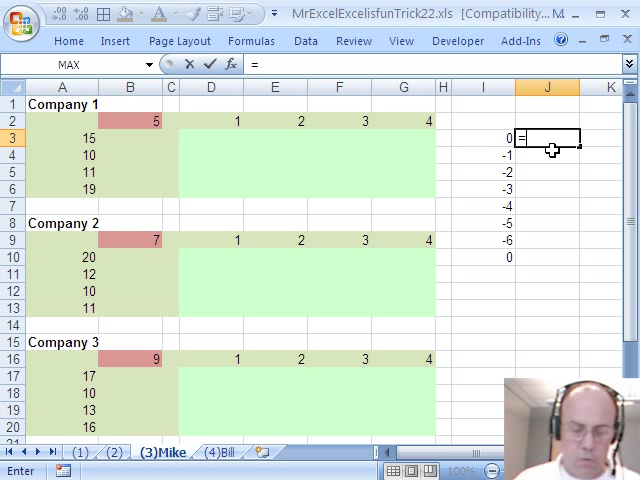 MrExcelExcelisfunTrick22.xls [Compatibility...
Home Insert Page Layout Formulas Data Review View Developer Add-Ins
MAX =
A B C D E F G H I J K
1 Company 1
2 5 1 2 3 4
3 15 0 =
4 10 -1
5 11 -2
6 19 -3
7 -4
8 Company 2 -5
9 7 1 2 3 4 -6
10 20 0
11 12
12 10
13 11
14
15 Company 3
16 9 1 2 3 4
17 17
18 10
19 13
20 16
(1) (2) (3)Mike (4)Bill
Enter 100%